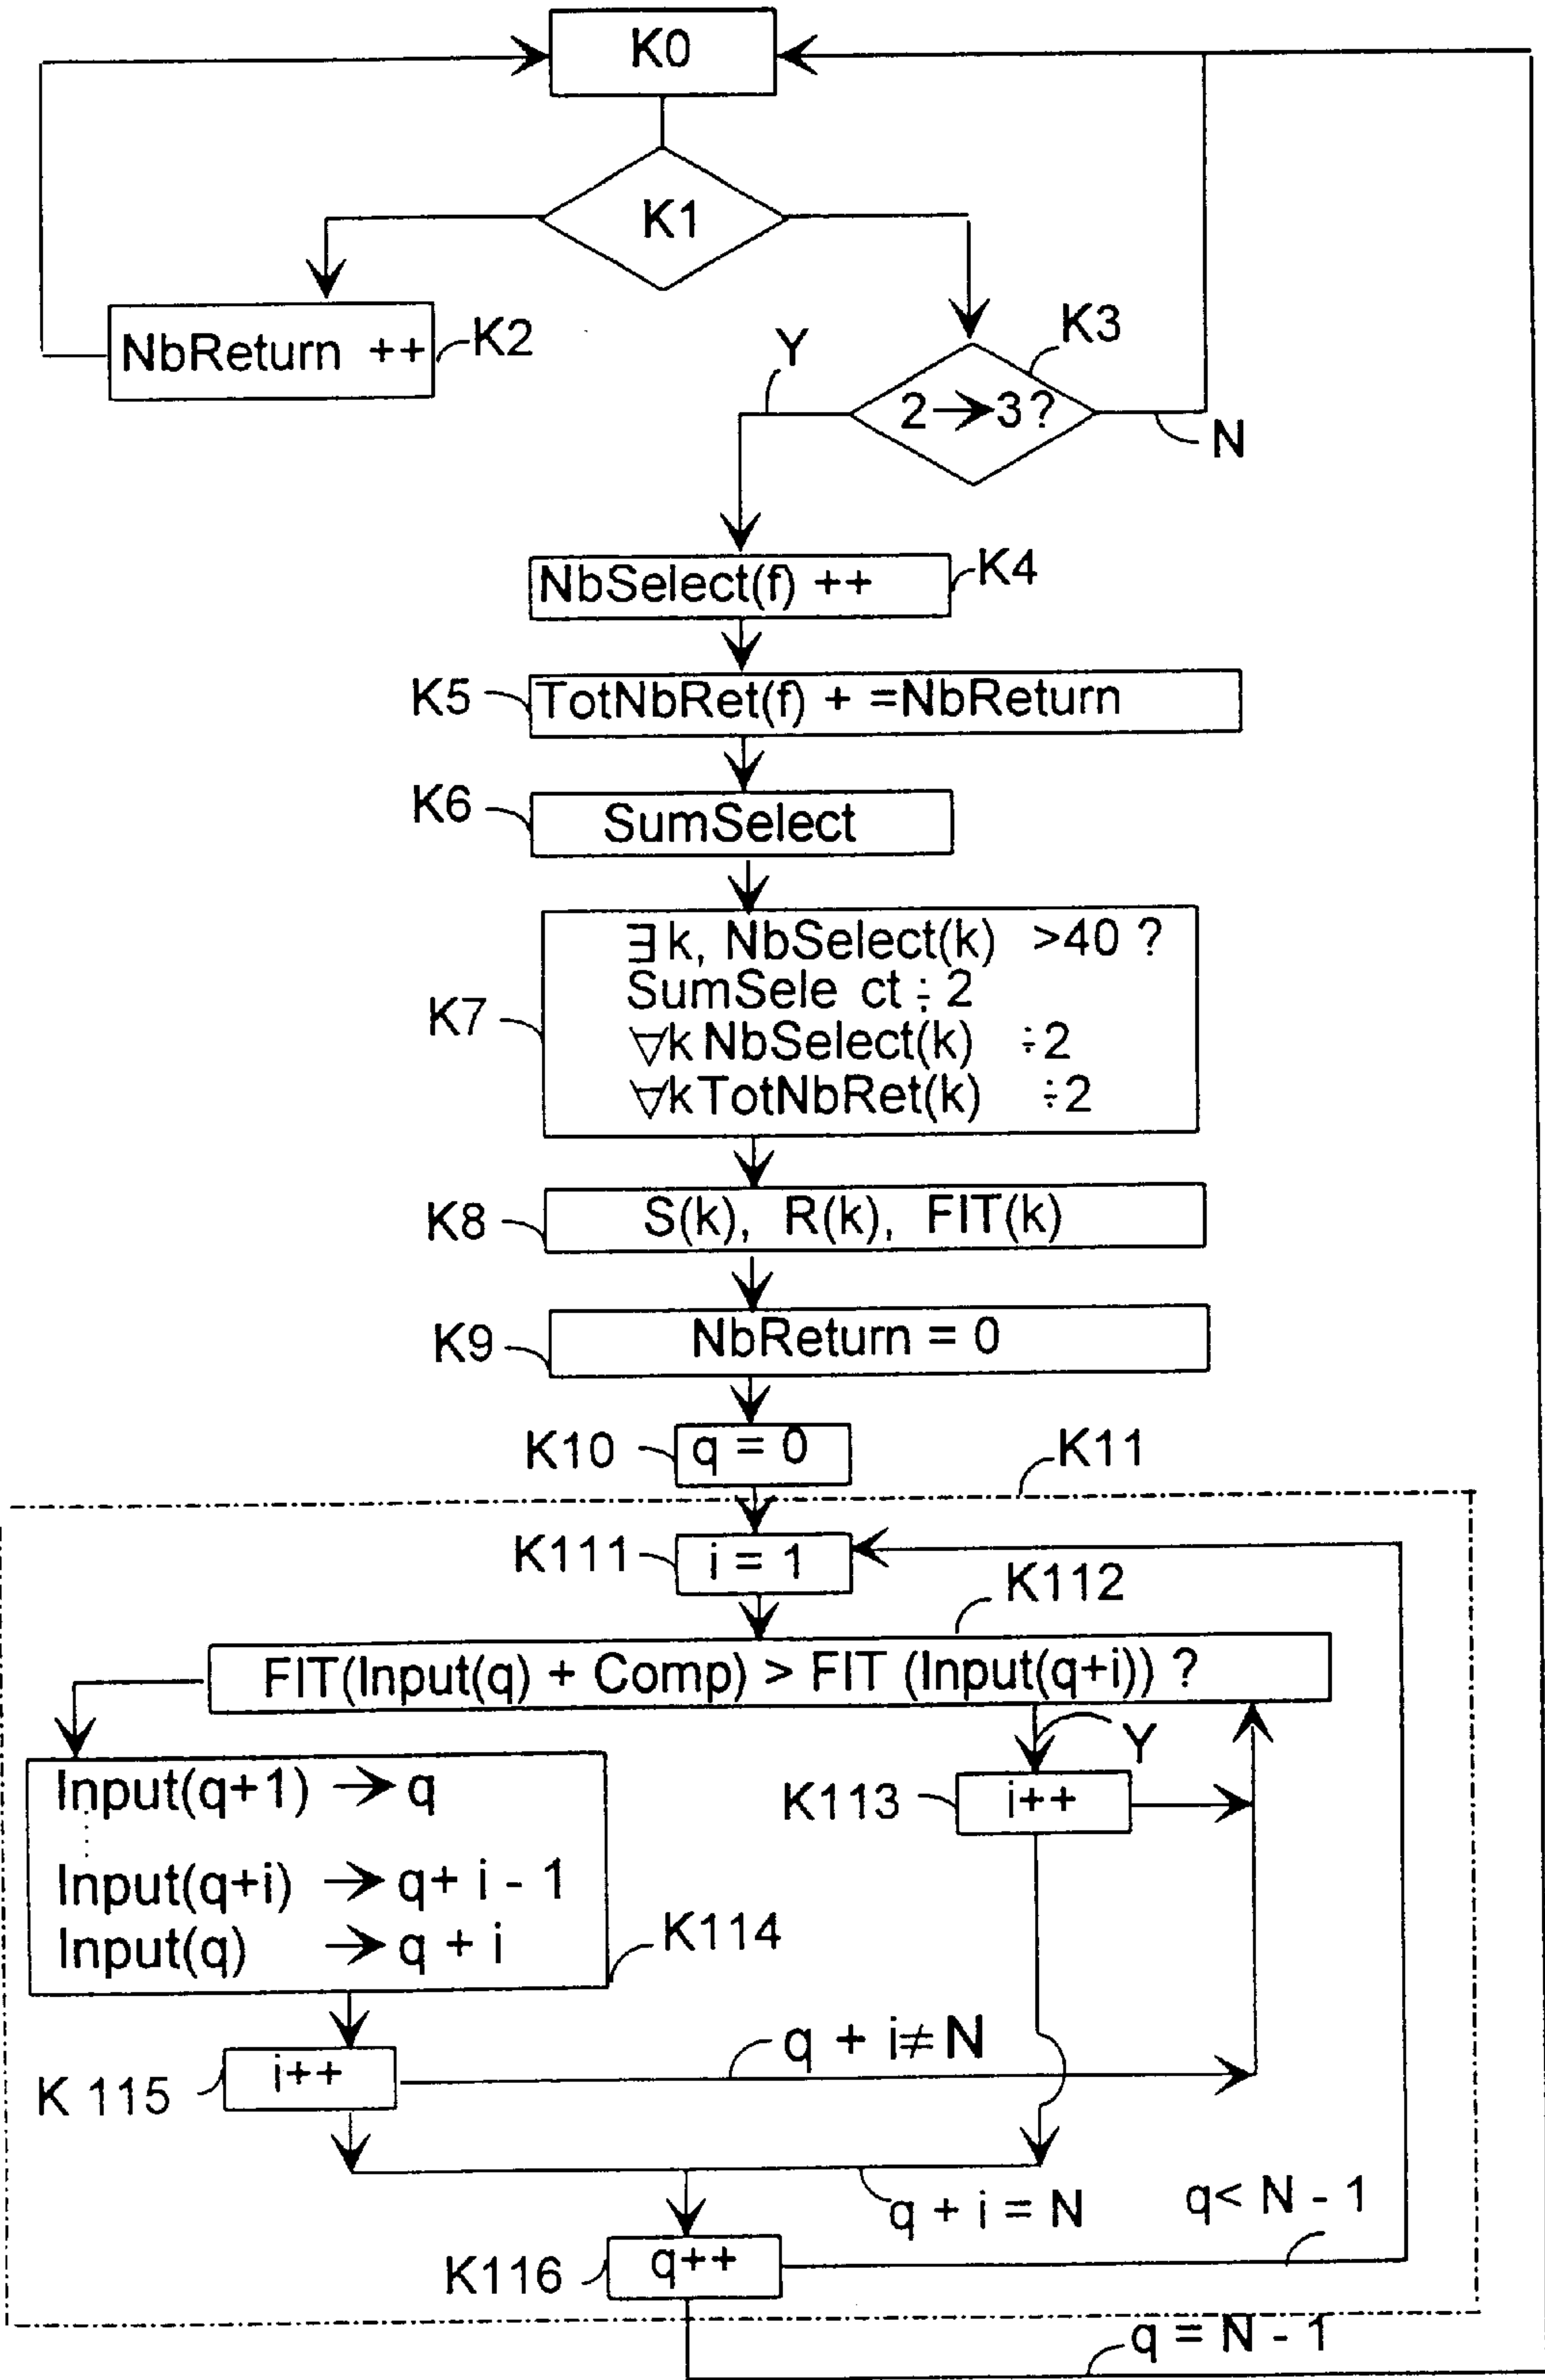 K0
K1
NbReturn ++
K2
K3
Y
2→3?
N
NbSelect(f) ++
K4
K5
TotNbRet(f) + =NbReturn
K6
SumSelect
K7
∃k, NbSelect(k) >40 ?
SumSele ct ÷ 2
∀k NbSelect(k) ÷2
∀k TotNbRet(k) ÷2
K8
S(k), R(k), FIT(k)
K9
NbReturn = 0
K10
q = 0
K11
K111
i = 1
K112
FIT(Input(q) + Comp) > FIT (Input(q+i)) ?
Y
Input(q+1) → q
K113
i++
Input(q+i) → q+ i - 1
Input(q) → q + i
K114
q + i≠N
K 115
i++
q + i = N
q< N - 1
K116
q++
q = N - 1